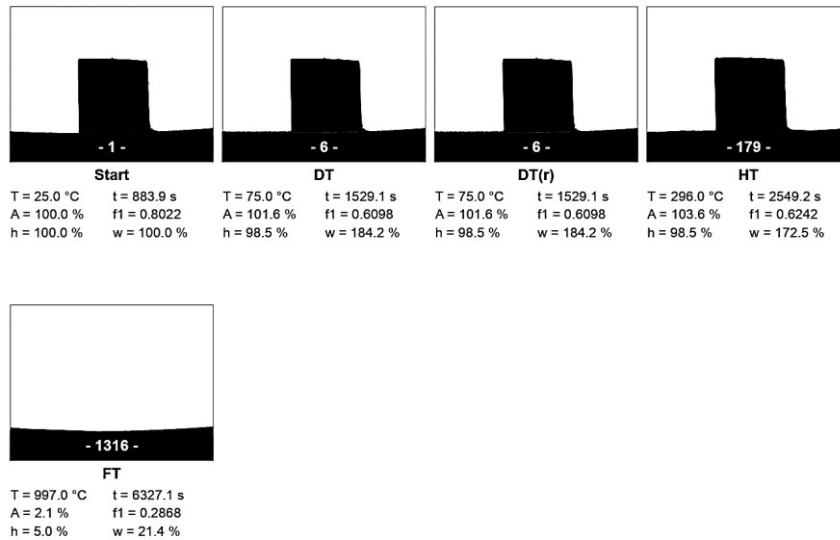 - 1 -
Start
T = 25.0 °C t = 883.9 s
A = 100.0 % f1 = 0.8022
h = 100.0 % w = 100.0 %
- 6 -
DT
T = 75.0 °C t = 1529.1 s
A = 101.6 % f1 = 0.6098
h = 98.5 % w = 184.2 %
- 6 -
DT(r)
T = 75.0 °C t = 1529.1 s
A = 101.6 % f1 = 0.6098
h = 98.5 % w = 184.2 %
- 179 -
HT
T = 296.0 °C t = 2549.2 s
A = 103.6 % f1 = 0.6242
h = 98.5 % w = 172.5 %
- 1316 -
FT
T = 997.0 °C t = 6327.1 s
A = 2.1 % f1 = 0.2868
h = 5.0 % w = 21.4 %